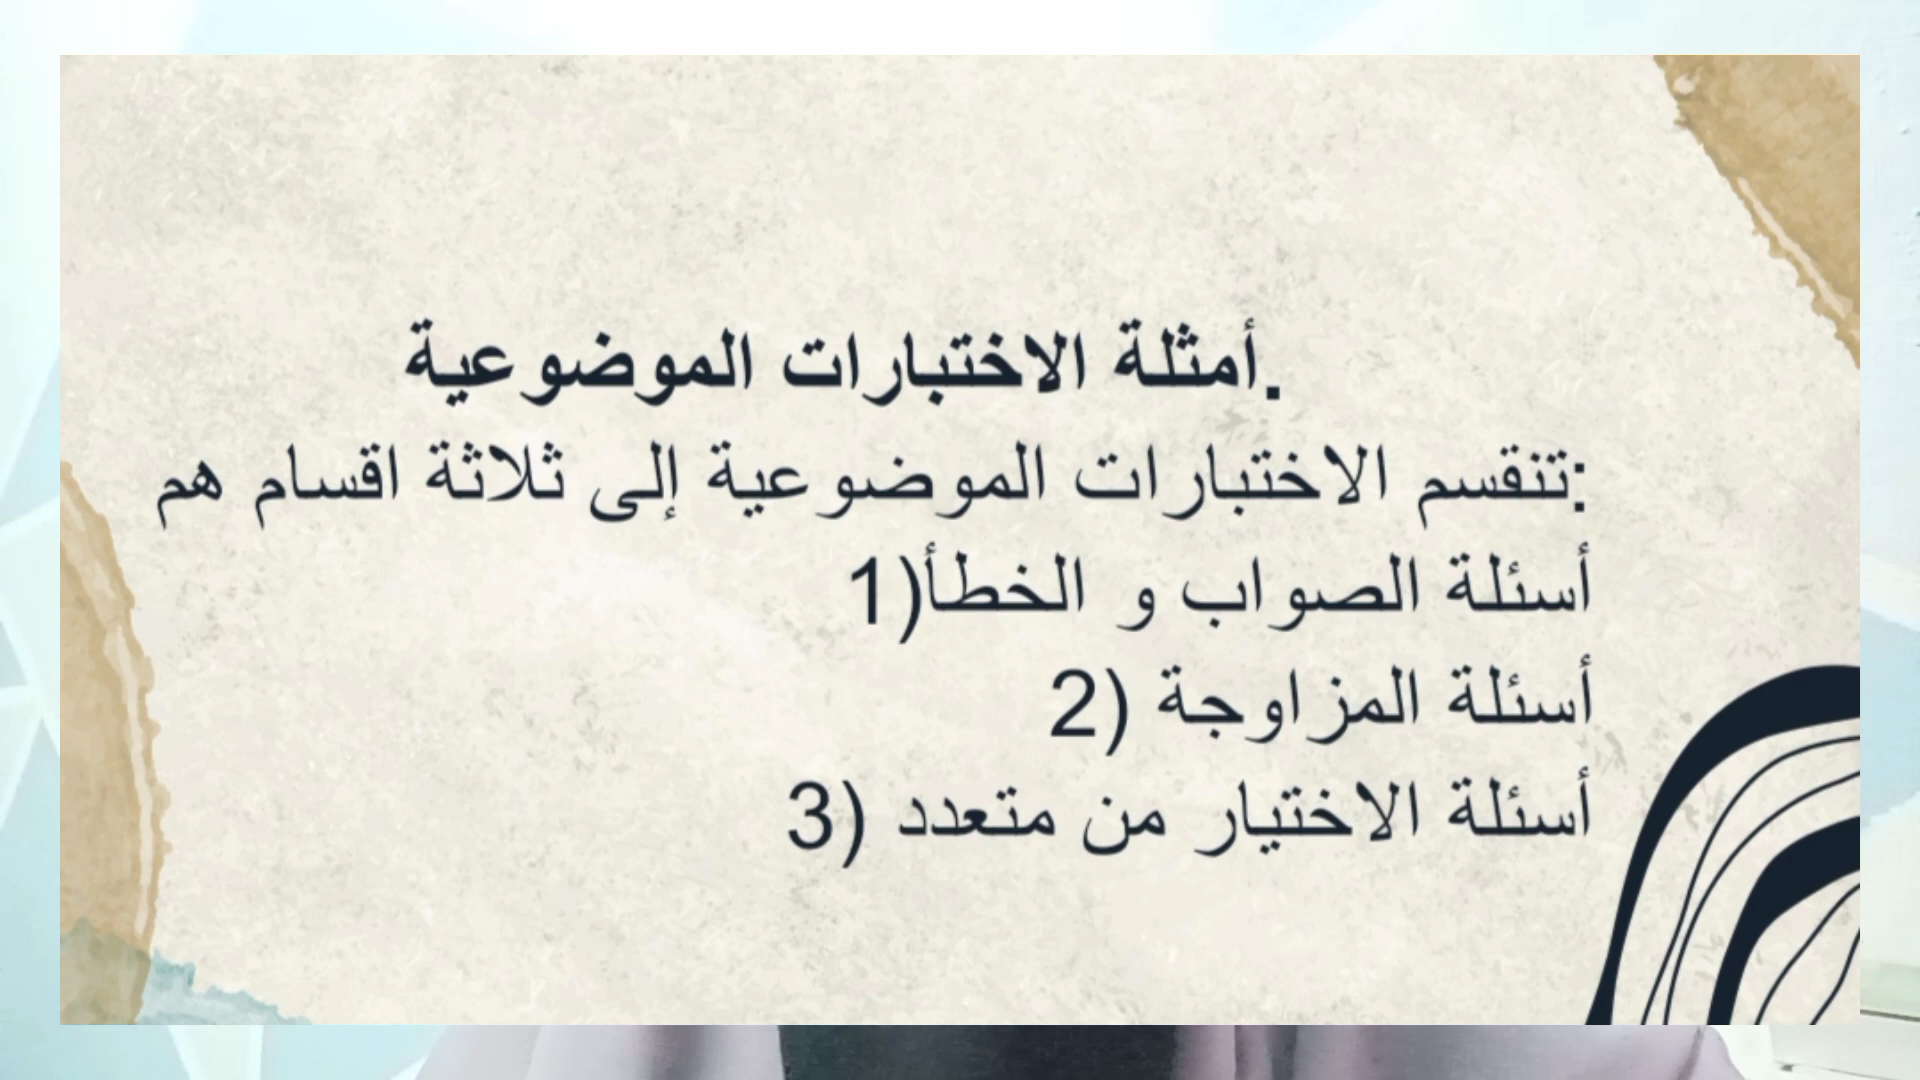 أمثلة الاختبارات الموضوعية.
تنقسم الاختبارات الموضوعية إلى ثلاثة اقسام هم:
أسئلة الصواب و الخطأ(1
أسئلة المزاوجة (2
أسئلة الاختيار من متعدد (3